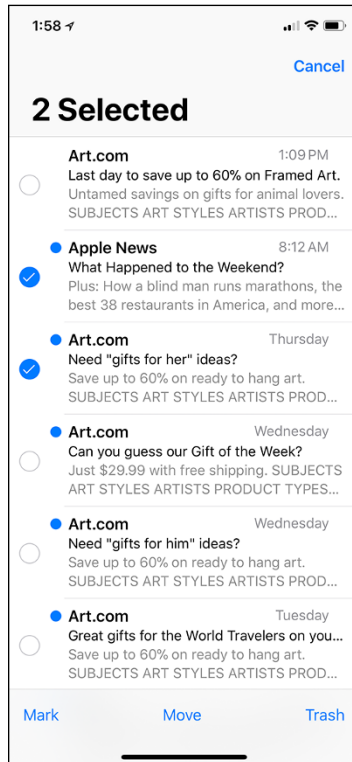 1:58
Cancel
2 Selected
Art.com 1:09 PM
Last day to save up to 60% on Framed Art.
Untamed savings on gifts for animal lovers.
SUBJECTS ART STYLES ARTISTS PROD...
Apple News 8:12 AM
What Happened to the Weekend?
Plus: How a blind man runs marathons, the
best 38 restaurants in America, and more...
Art.com Thursday
Need "gifts for her" ideas?
Save up to 60% on ready to hang art.
SUBJECTS ART STYLES ARTISTS PROD...
Art.com Wednesday
Can you guess our Gift of the Week?
Just $29.99 with free shipping. SUBJECTS
ART STYLES ARTISTS PRODUCT TYPES...
Art.com Wednesday
Need "gifts for him" ideas?
Save up to 60% on ready to hang art.
SUBJECTS ART STYLES ARTISTS PROD...
Art.com Tuesday
Great gifts for the World Travelers on you...
Save up to 60% on ready to hang art.
SUBJECTS ART STYLES ARTISTS PROD...
Mark Move Trash